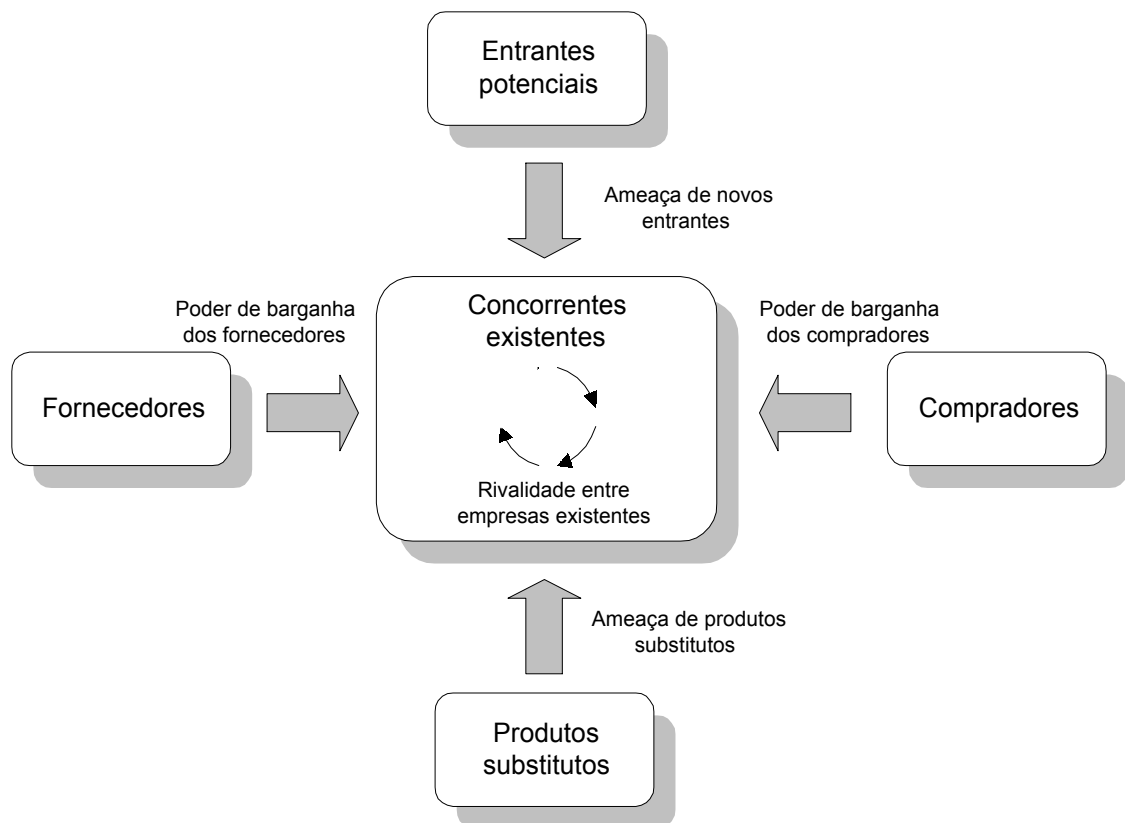 Entrantes
potenciais
Ameaça de novos
entrantes
Poder de barganha
dos fornecedores
Concorrentes
existentes
Poder de barganha
dos compradores
Fornecedores
Compradores
Rivalidade entre
empresas existentes
Ameaça de produtos
substitutos
Produtos
substitutos